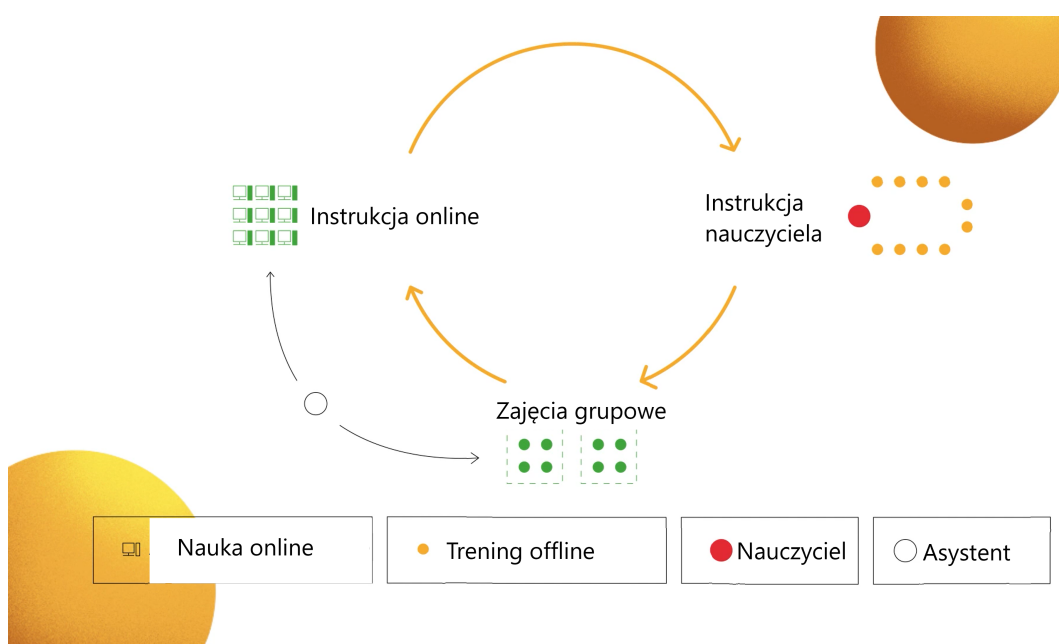 Instrukcja online
Instrukcja
nauczyciela
Zajęcia grupowe
Nauka online
Trening offline
Nauczyciel
Asystent